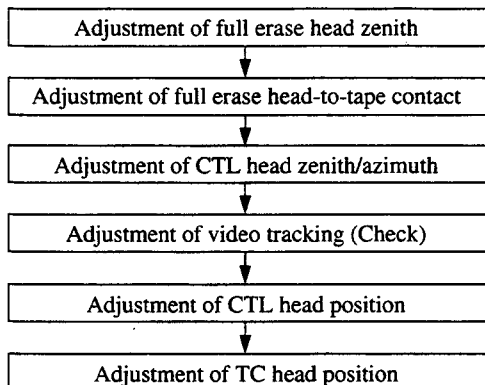 Adjustment of full erase head zenith
Adjustment of full erase head-to-tape contact
Adjustment of CTL head zenith/azimuth
Adjustment of video tracking (Check)
Adjustment of CTL head position
Adjustment of TC head position